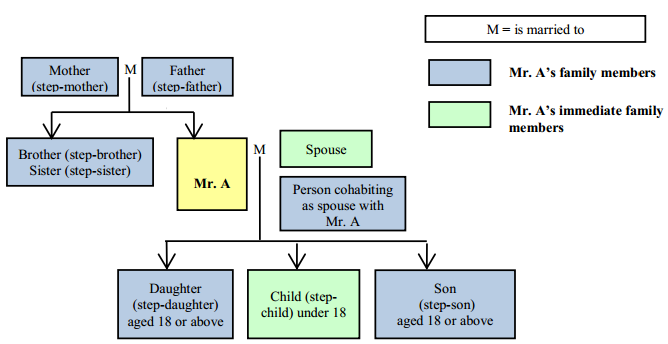 M = is married to
Mother
(step-mother)
M
Father
(step-father)
Mr. A's family members
Mr. A's immediate family
members
Brother (step-brother)
Sister (step-sister)
Mr. A
M
Spouse
Person cohabiting
as spouse with
Mr. A
Daughter
(step-daughter)
aged 18 or above
Child (step-
child) under 18
Son
(step-son)
aged 18 or above